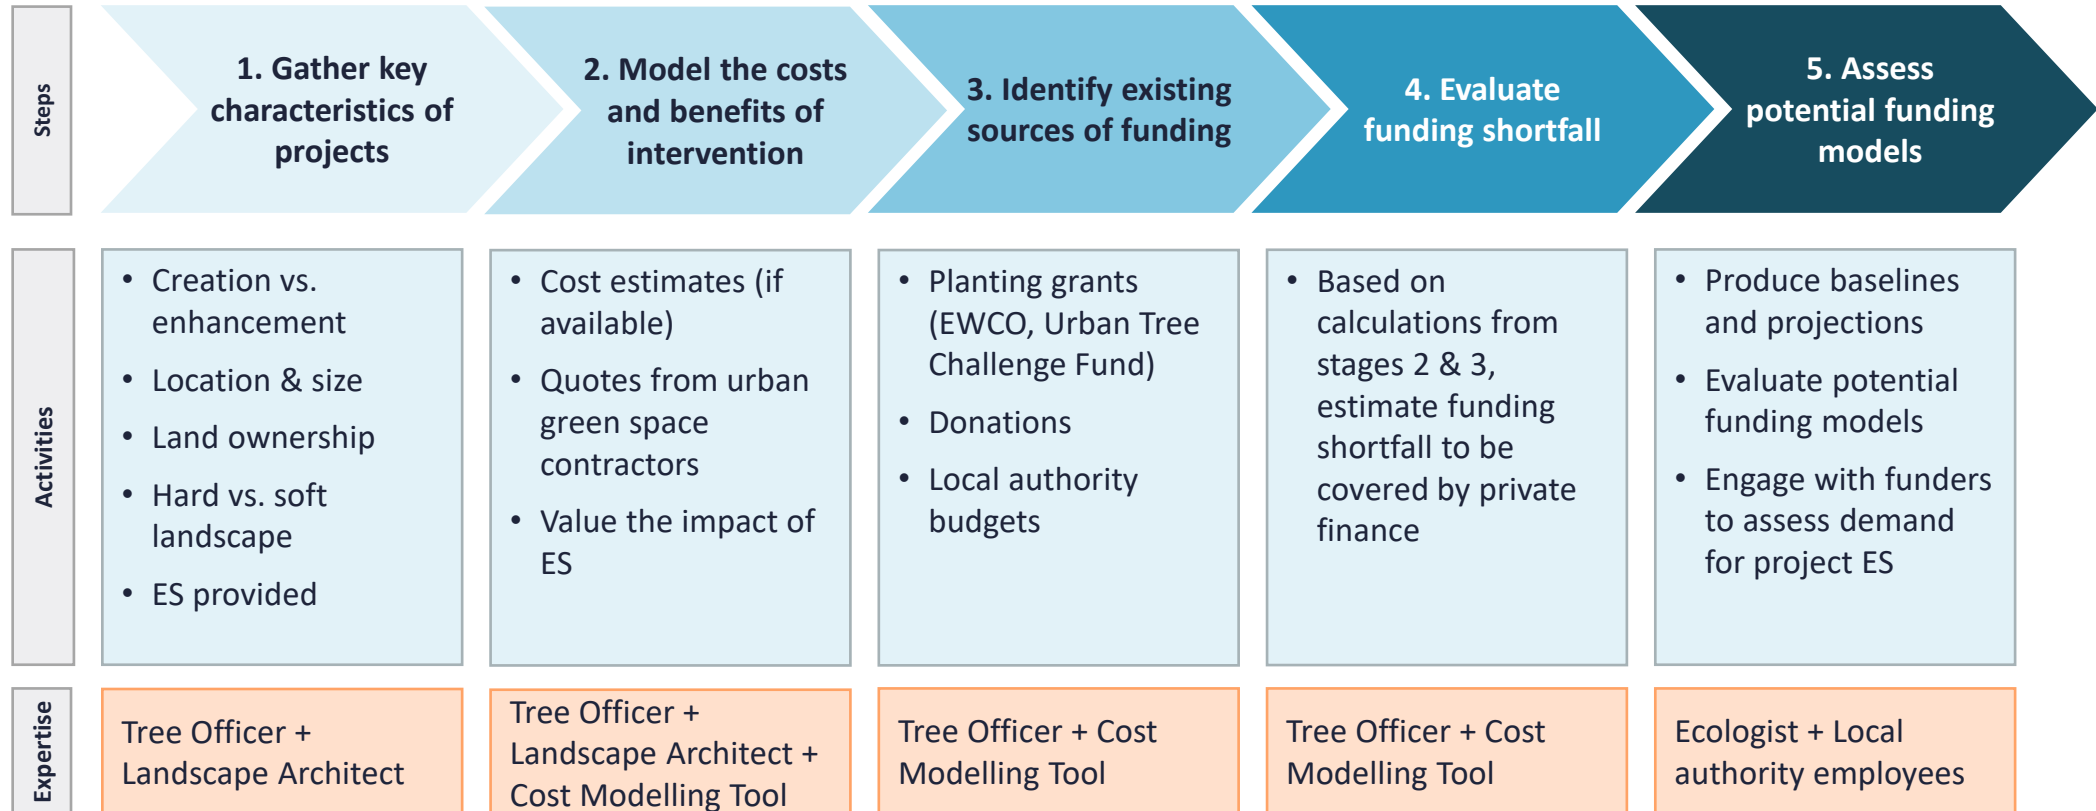 Steps
1. Gather key
characteristics of
projects
2. Model the costs
and benefits of
intervention
3. Identify existing
sources of funding
4. Evaluate
funding shortfall
5. Assess
potential funding
models
Activities
• Creation vs.
enhancement
• Location & size
• Land ownership
• Hard vs. soft
landscape
• ES provided
• Cost estimates (if
available)
• Quotes from urban
green space
contractors
• Value the impact of
ES
• Planting grants
(EWCO, Urban Tree
Challenge Fund)
• Donations
• Local authority
budgets
• Based on
calculations from
stages 2 & 3,
estimate funding
shortfall to be
covered by private
finance
• Produce baselines
and projections
• Evaluate potential
funding models
• Engage with funders
to assess demand
for project ES
Expertise
Tree Officer +
Landscape Architect
Tree Officer +
Landscape Architect +
Cost Modelling Tool
Tree Officer + Cost
Modelling Tool
Tree Officer + Cost
Modelling Tool
Ecologist + Local
authority employees